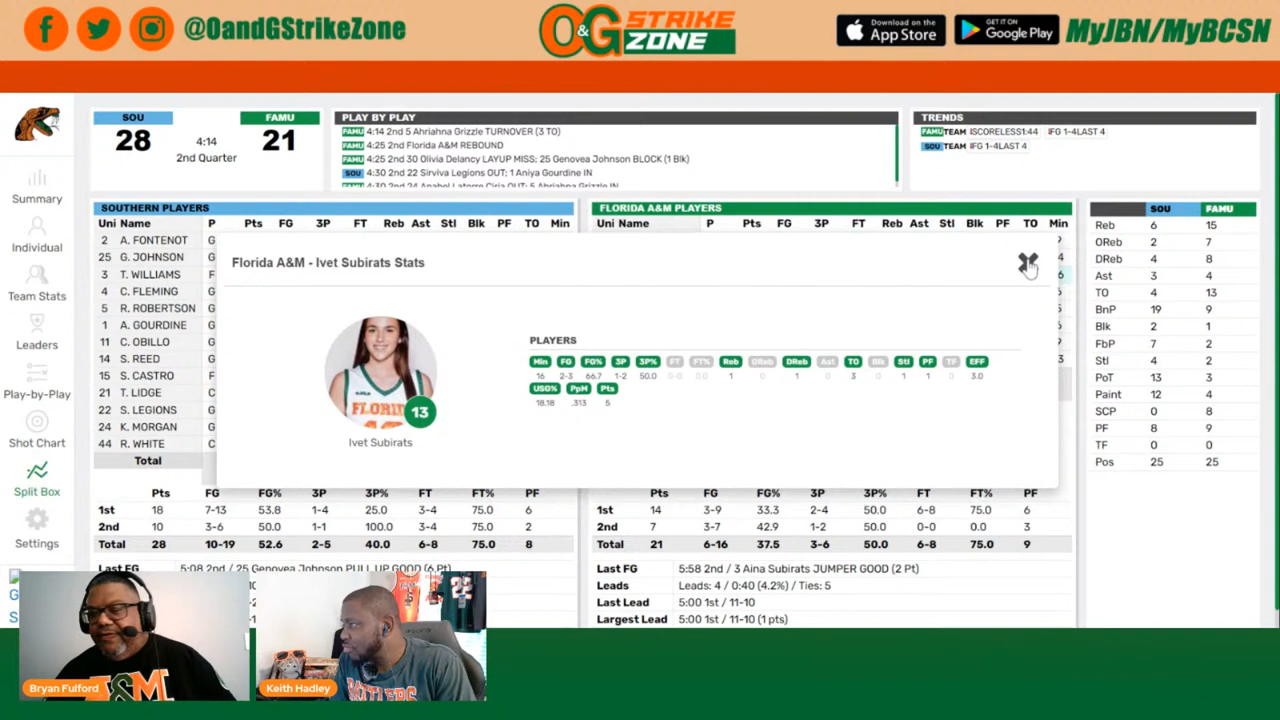 @OandGStrikeZone
O&G STRIKE ZONE
Download on the App Store
GET IT ON Google Play
MyJBN/MyBCSN
SOU
28
4:14
2nd Quarter
FAMU
21
PLAY BY PLAY
FAMU 4:14 2nd 5 Ahriahna Grizzle TURNOVER (3 TO)
FAMU 4:25 2nd Florida A&M REBOUND
FAMU 4:25 2nd 30 Olivia Delancy LAYUP MISS; 25 Genovea Johnson BLOCK (1 Blk)
SOU 4:30 2nd 22 Sirviva Legions OUT; 1 Aniya Gourdine IN
FAMU 4:30 2nd 24 Anabel Latorre Ciria OUT; 5 Ahriahna Grizzle IN
TRENDS
FAMU TEAM SCORELESS 1:44 FG 1-4 LAST 4
SOU TEAM FG 1-4 LAST 4
Summary
Individual
Team Stats
Leaders
Play-by-Play
Shot Chart
Split Box
Settings
SOUTHERN PLAYERS
Uni Name P Pts FG 3P FT Reb Ast Stl Blk PF TO Min
2 A. FONTENOT G
25 G. JOHNSON G
3 T. WILLIAMS F
4 C. FLEMING G
5 R. ROBERTSON G
1 A. GOURDINE G
11 C. OBILLO C
14 S. REED F
15 S. CASTRO F
21 T. LIDGE C
22 S. LEGIONS F
24 K. MORGAN G
44 R. WHITE C
Total
FLORIDA A&M PLAYERS
Uni Name P Pts FG 3P FT Reb Ast Stl Blk PF TO Min
Florida A&M - Ivet Subirats Stats
FLORID
13
Ivet Subirats
PLAYERS
Min FG FG% 3P 3P% FT FT% Reb OReb DReb Ast TO Blk Stl PF TF EFF
16 2-3 66.7 1-2 50.0 0-0 0.0 1 0 1 0 3 0 1 1 0 3.0
USG% PpM Pts
18.18 .313 5
SOU FAMU
Reb 6 15
OReb 2 7
DReb 4 8
Ast 3 4
TO 4 13
BnP 19 9
Blk 2 1
FbP 7 2
Stl 4 2
PoT 13 3
Paint 12 4
SCP 0 8
PF 8 9
TF 0 0
Pos 25 25
Pts FG FG% 3P 3P% FT FT% PF
1st 18 7-13 53.8 1-4 25.0 3-4 75.0 6
2nd 10 3-6 50.0 1-1 100.0 3-4 75.0 2
Total 28 10-19 52.6 2-5 40.0 6-8 75.0 8
Last FG 5:08 2nd / 25 Genovea Johnson PULL UP GOOD (6 Pt)
Pts FG FG% 3P 3P% FT FT% PF
1st 14 3-9 33.3 2-4 50.0 6-8 75.0 6
2nd 7 3-7 42.9 1-2 50.0 0-0 0.0 3
Total 21 6-16 37.5 3-6 50.0 6-8 75.0 9
Last FG 5:58 2nd / 3 Aina Subirats JUMPER GOOD (2 Pt)
Leads Leads: 4 / 0:40 (4.2%) / Ties: 5
Last Lead 5:00 1st / 11-10
Largest Lead 5:00 1st / 11-10 (1 pts)
A&M
Bryan Fulford
22
RATTLERS
Keith Hadley